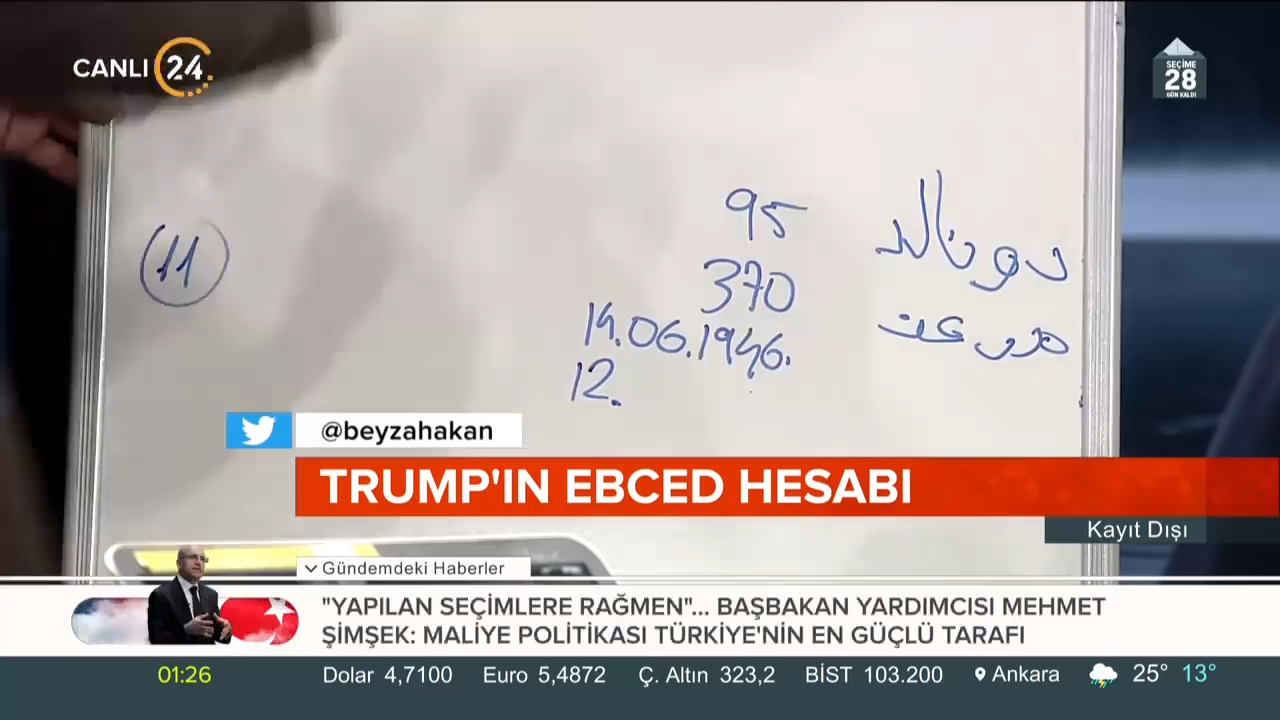 CANLI 24
SEÇİME
28
GÜN KALDI
95
دونالد
11
370
14.06.1946.
12.
@beyzahakan
TRUMP'IN EBCED HESABI
Kayıt Dışı
Gündemdeki Haberler
"YAPILAN SEÇİMLERE RAĞMEN"... BAŞBAKAN YARDIMCISI MEHMET
ŞİMŞEK: MALİYE POLİTİKASI TÜRKİYE'NİN EN GÜÇLÜ TARAFI
01:26 Dolar 4,7100 Euro 5,4872 Ç. Altın 323,2 BİST 103.200 Ankara 25° 13°